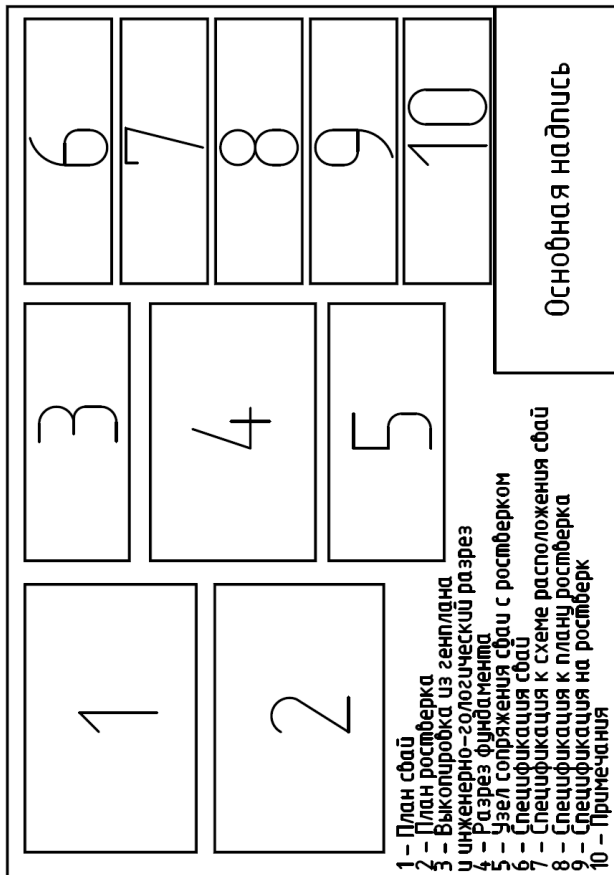 1
2
3
4
5
6
7
8
9
10
Основная надпись
1 – План свай
2 – План ростверка
3 – Выкопировка из генплана
и инженерно-гологический разрез
4 – Разрез фундамента
5 – Узел сопряжения сваи с ростверком
6 – Спецификация свай
7 – Спецификация к схеме расположения свай
8 – Спецификация к плану ростверка
9 – Спецификация на ростверк
10 – Примечания